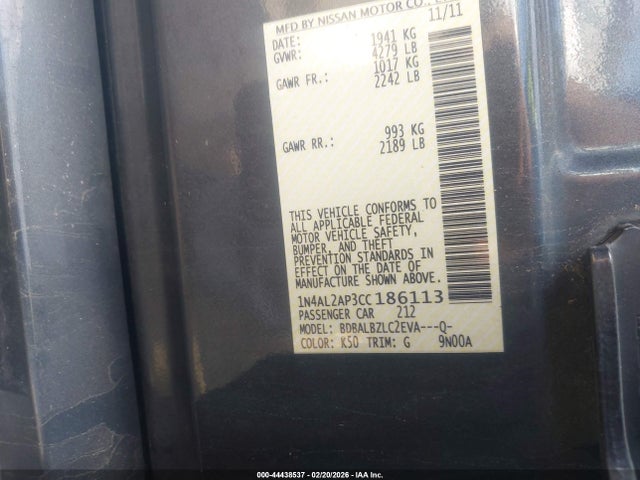 MFD BY NISSAN MOTOR CO.,
DATE: 11/11
GVWR: 1941 KG
4279 LB
GAWR FR.: 1017 KG
2242 LB
GAWR RR.: 993 KG
2189 LB
THIS VEHICLE CONFORMS TO
ALL APPLICABLE FEDERAL
MOTOR VEHICLE SAFETY,
BUMPER, AND THEFT
PREVENTION STANDARDS IN
EFFECT ON THE DATE OF
MANUFACTURE SHOWN ABOVE.
1N4AL2AP3CC186113
PASSENGER CAR 212
MODEL: BDBALBZLC2EVA---Q-
COLOR: K50 TRIM: G 9N00A
000-44438537 - 02/20/2026 - IAA Inc.